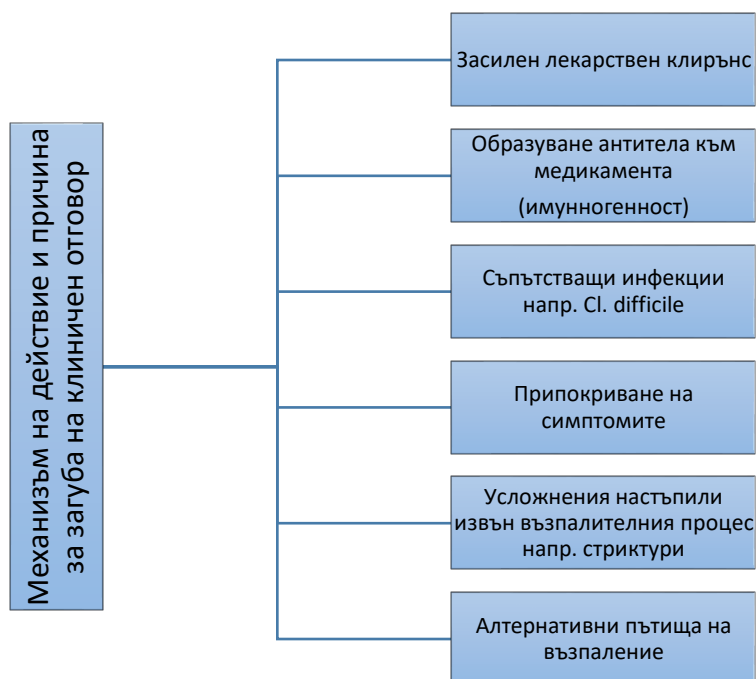 Механизъм на действие и причина
за загуба на клиничен отговор
Засилен лекарствен клирънс
Образуване антитела към
медикамента
(имунногенност)
Съпътстващи инфекции
напр. Cl. difficile
Припокриване на
симптомите
Усложнения настъпили
извън възпалителния процес
напр. стриктури
Алтернативни пътища на
възпаление